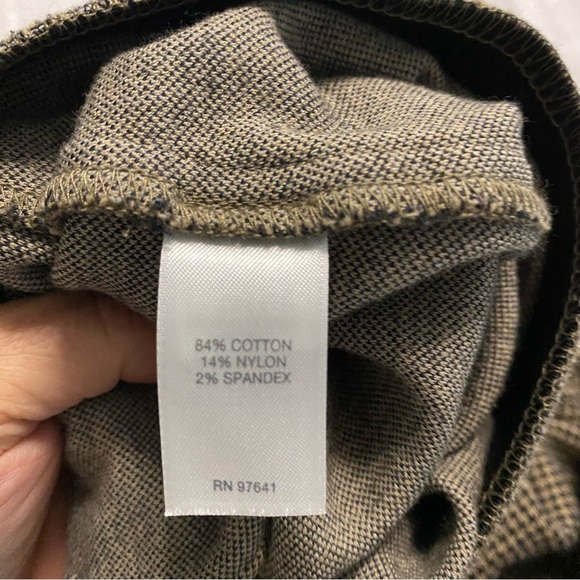 84% COTTON
14% NYLON
2% SPANDEX
RN 97641